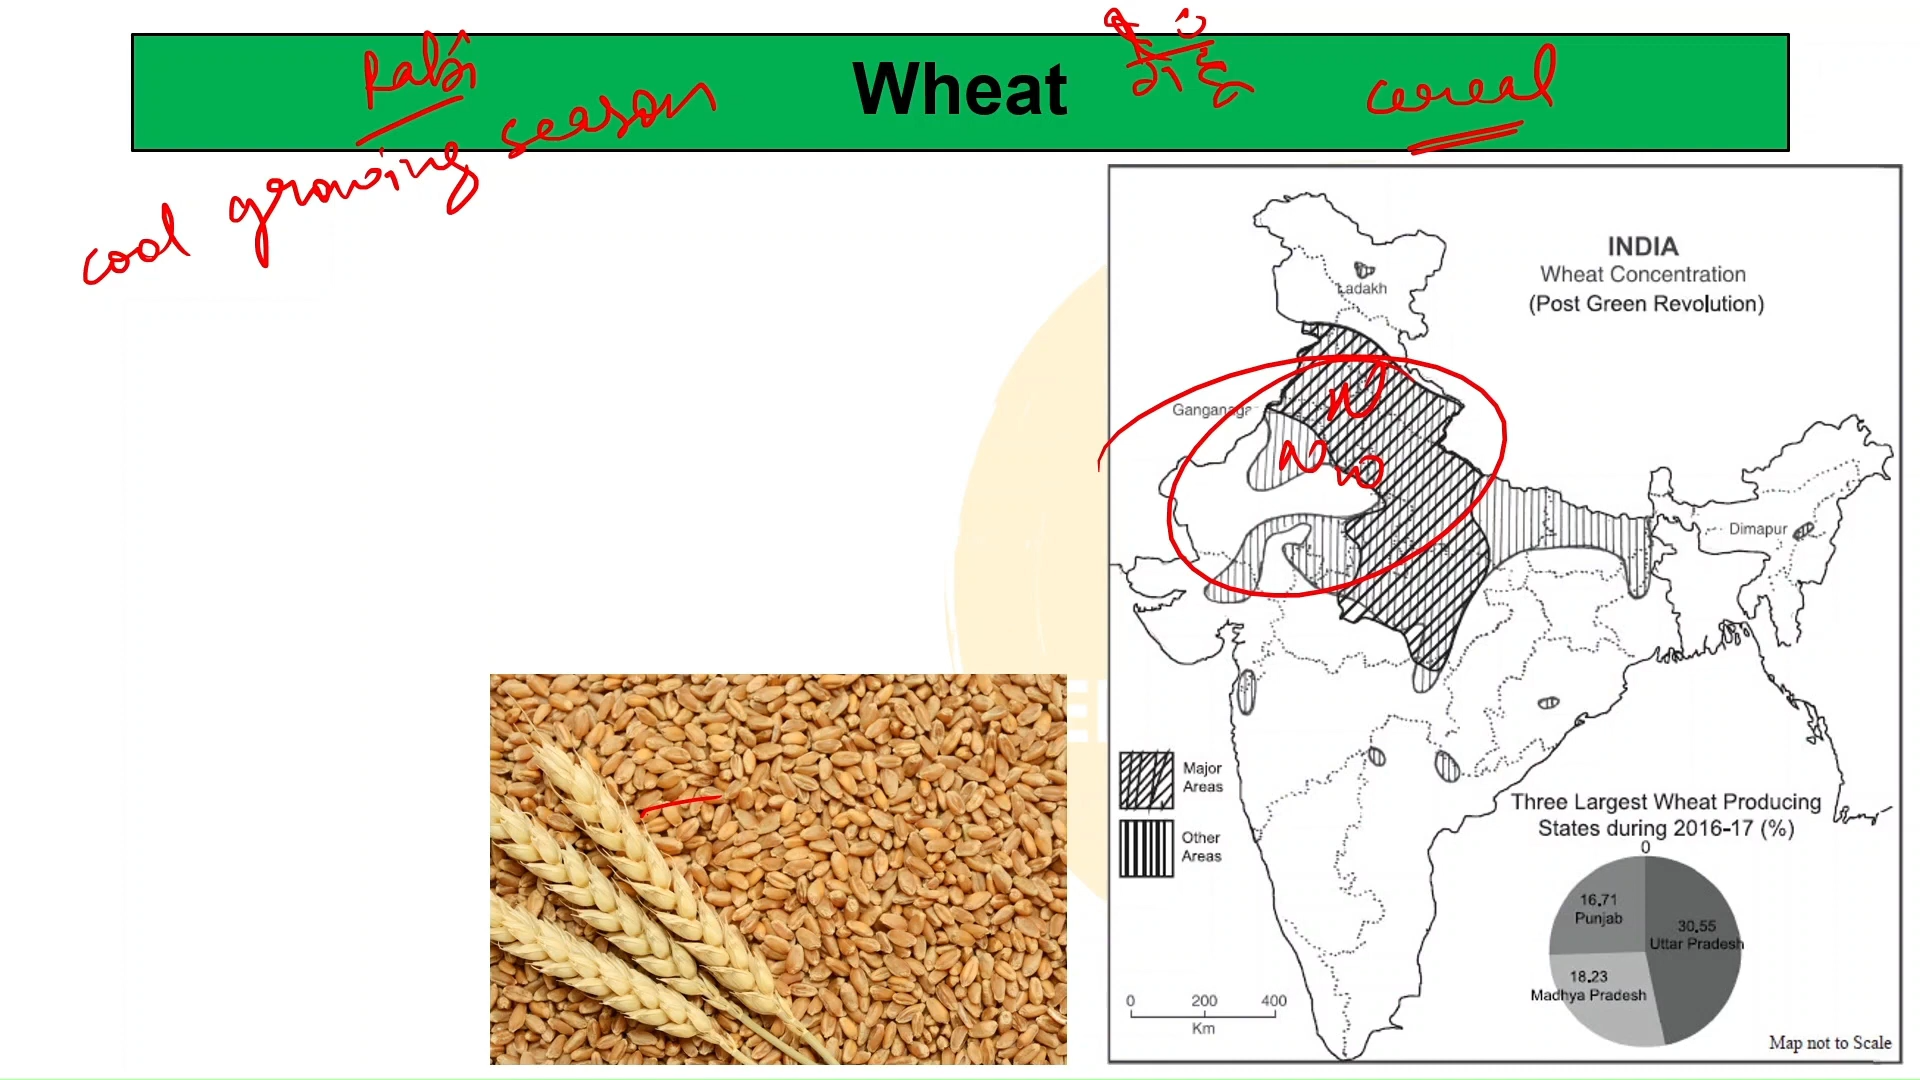 Rabi
Wheat गेहूँ
cereal
cool growing season
INDIA
Wheat Concentration
(Post Green Revolution)
Ladakh
Ganganaga
W
W W
Dimapur
Major
Areas
Other
Areas
Three Largest Wheat Producing
States during 2016-17 (%)
0
16.71
Punjab
30.55
Uttar Pradesh
18.23
Madhya Pradesh
0 200 400
Km
Map not to Scale